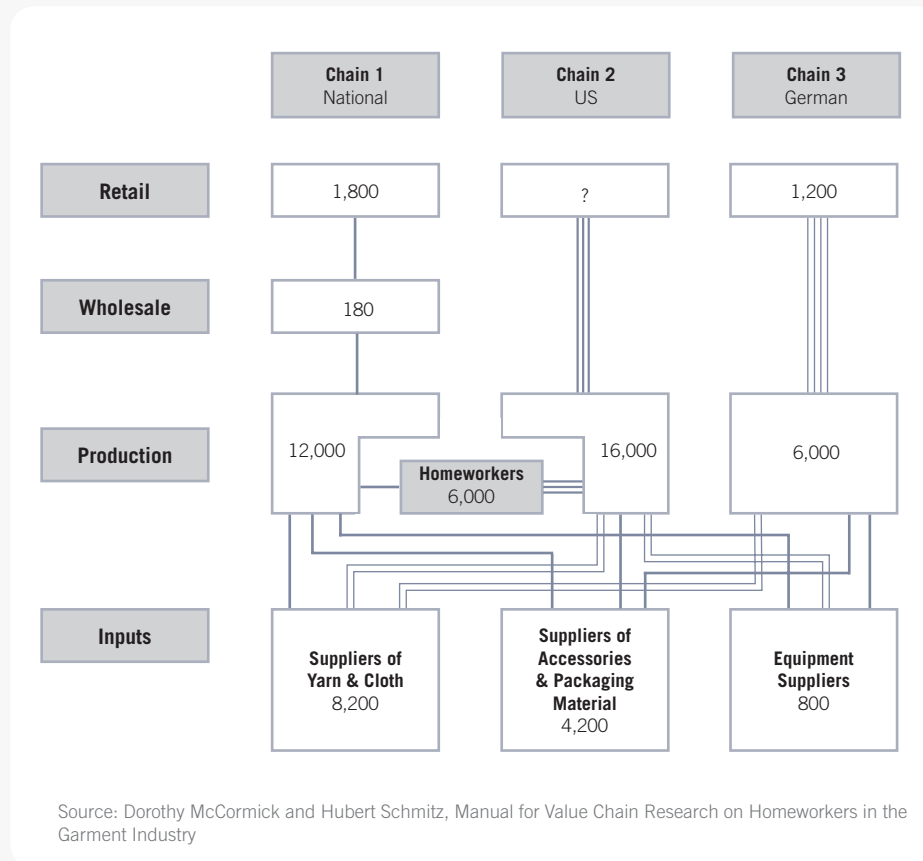 Chain 1
National
Chain 2
US
Chain 3
German
Retail
1,800
?
1,200
Wholesale
180
Production
12,000
16,000
6,000
Homeworkers
6,000
Inputs
Suppliers of
Yarn & Cloth
8,200
Suppliers of
Accessories
& Packaging
Material
4,200
Equipment
Suppliers
800
Source: Dorothy McCormick and Hubert Schmitz, Manual for Value Chain Research on Homeworkers in the
Garment Industry